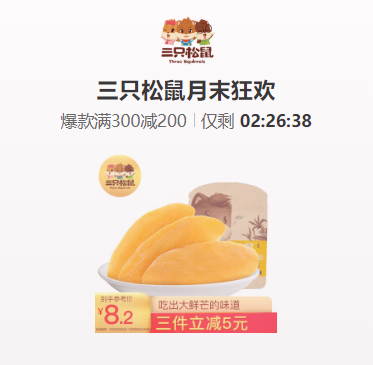 三只松鼠
Three Squirrels
三只松鼠月末狂欢
爆款满300减200 | 仅剩 02:26:38
三只松鼠
到手参考价
¥8.2
吃出大鲜芒的味道
三件立减5元